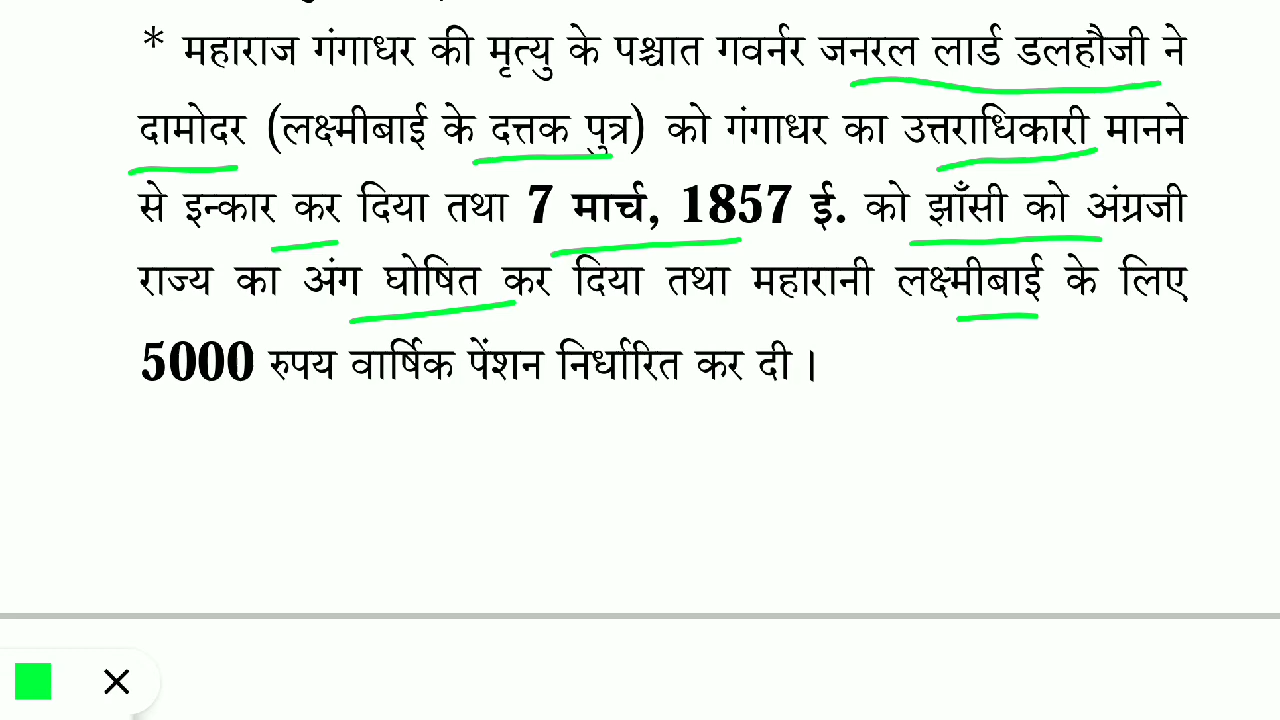 * महाराज गंगाधर की मृत्यु के पश्चात गवर्नर जनरल लार्ड डलहौजी ने
दामोदर (लक्ष्मीबाई के दत्तक पुत्र) को गंगाधर का उत्तराधिकारी मानने
से इन्कार कर दिया तथा 7 मार्च, 1857 ई. को झाँसी को अंग्रजी
राज्य का अंग घोषित कर दिया तथा महारानी लक्ष्मीबाई के लिए
5000 रुपय वार्षिक पेंशन निर्धारित कर दी।